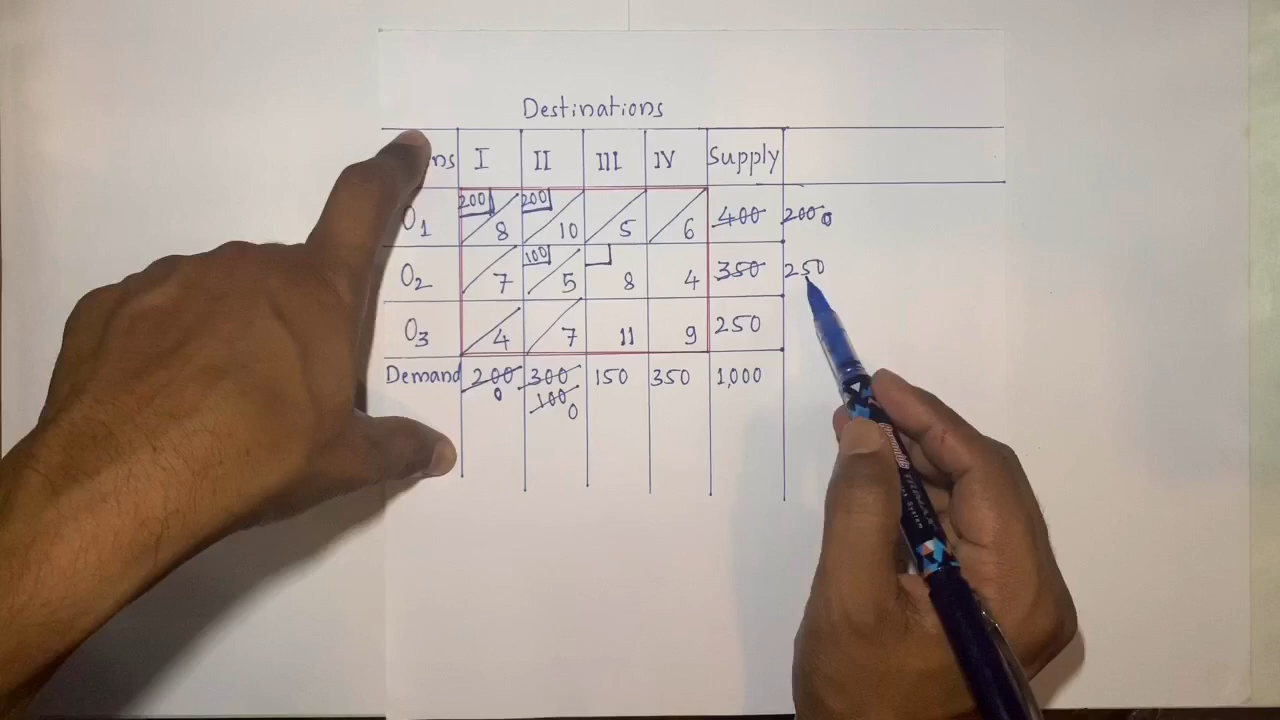 Destinations
ns I II III IV Supply
200 200
O1 8 10 5 6 400 200 0
100
O2 7 5 8 4 350 250
O3 4 7 11 9 250
Demand 200 300 150 350 1,000
0 100 0